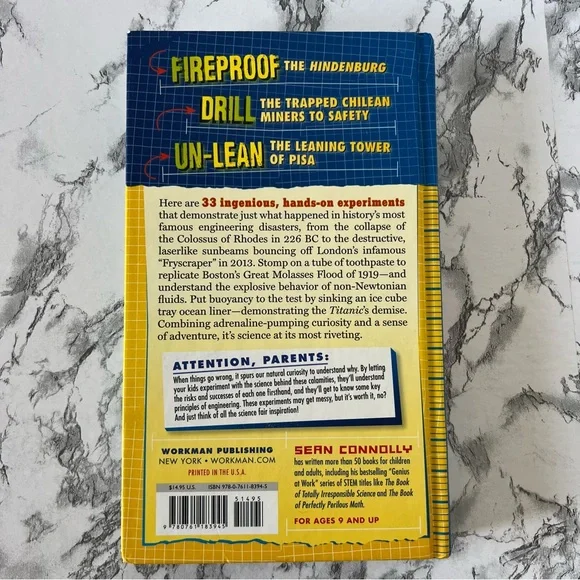 FIREPROOF THE HINDENBURG
DRILL THE TRAPPED CHILEAN
MINERS TO SAFETY
UN-LEAN THE LEANING TOWER
OF PISA
Here are 33 ingenious, hands-on experiments
that demonstrate just what happened in history's most
famous engineering disasters, from the collapse of
the Colossus of Rhodes in 226 BC to the destructive,
laserlike sunbeams bouncing off London's infamous
"Fryscraper" in 2013. Stomp on a tube of toothpaste to
replicate Boston's Great Molasses Flood of 1919—and
understand the explosive behavior of non-Newtonian
fluids. Put buoyancy to the test by sinking an ice cube
tray ocean liner—demonstrating the Titanic's demise.
Combining adrenaline-pumping curiosity and a sense
of adventure, it's science at its most riveting.
ATTENTION, PARENTS:
When things go wrong, it spurs our natural curiosity to understand why. By letting
your kids experiment with the science behind these calamities, they'll understand
the risks and successes of each one firsthand, and they'll get to know some key
principles of engineering. These experiments may get messy, but it's worth it, no?
And just think of all the science fair inspiration!
WORKMAN PUBLISHING
NEW YORK • WORKMAN.COM
PRINTED IN THE U.S.A.
$14.95 U.S. ISBN 978-0-7611-8394-5
51495
9 780761 183945
SEAN CONNOLLY
has written more than 50 books for children
and adults, including his bestselling "Genius
at Work" series of STEM titles like The Book
of Totally Irresponsible Science and The Book
of Perfectly Perilous Math.
FOR AGES 9 AND UP